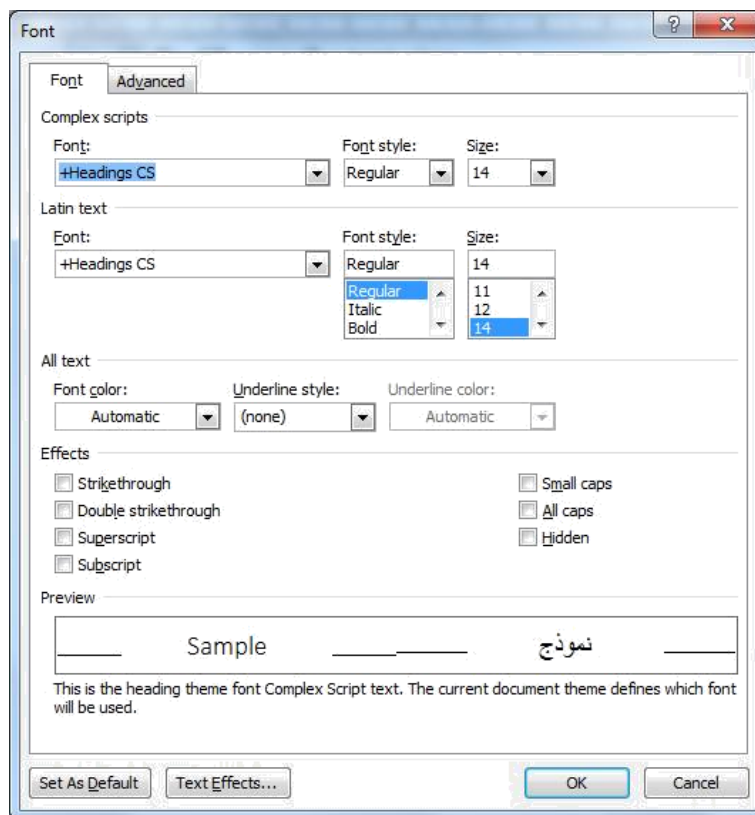 Font
Font Advanced
Complex scripts
Font: Font style: Size:
+Headings CS Regular 14
Latin text
Font: Font style: Size:
+Headings CS Regular 14
Regular 11
Italic 12
Bold 14
All text
Font color: Underline style: Underline color:
Automatic (none) Automatic
Effects
Strikethrough Small caps
Double strikethrough All caps
Superscript Hidden
Subscript
Preview
Sample نموذج
This is the heading theme font Complex Script text. The current document theme defines which font
will be used.
Set As Default Text Effects... OK Cancel